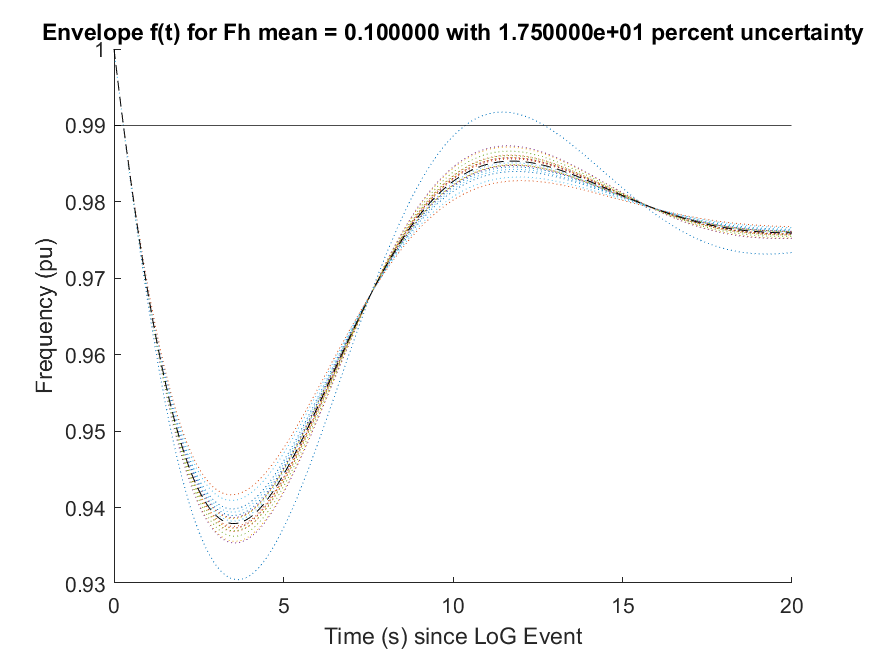 Envelope f(t) for Fh mean = 0.100000 with 1.750000e+01 percent uncertainty
1
0.99
0.98
0.97
0.96
0.95
0.94
0.93
Frequency (pu)
0 5 10 15 20
Time (s) since LoG Event